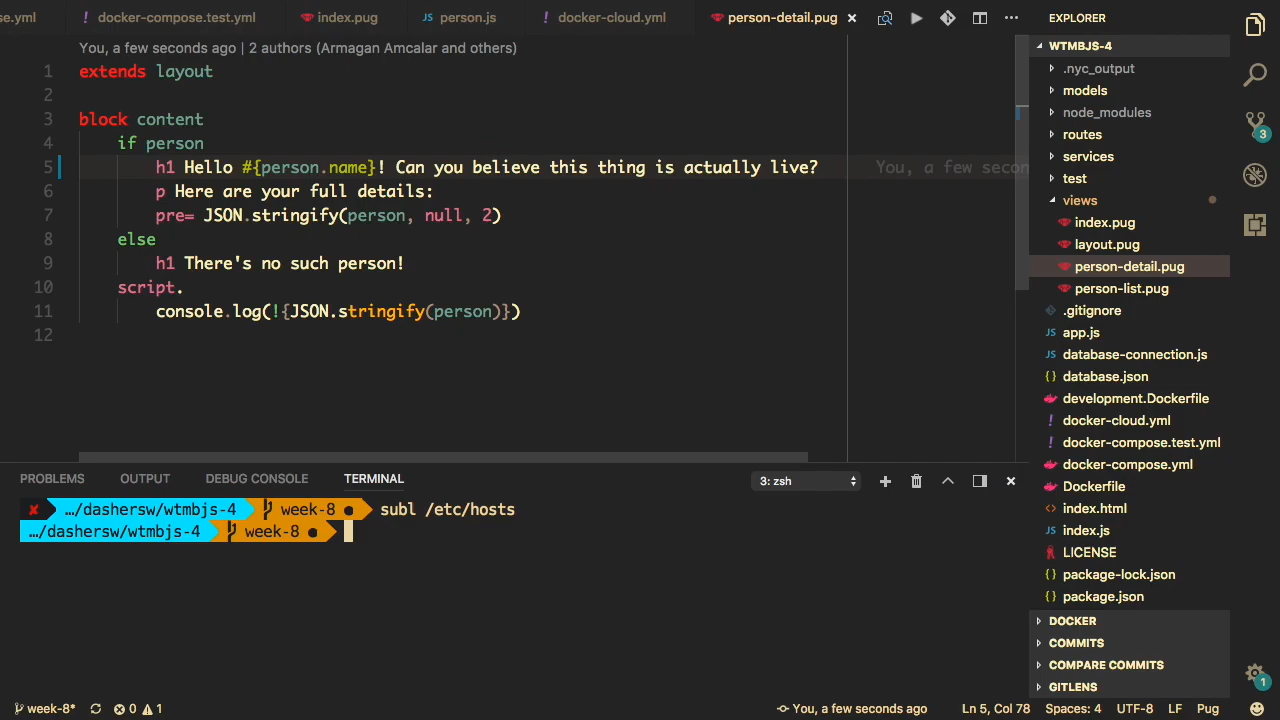 se.yml ! docker-compose.test.yml index.pug JS person.js ! docker-cloud.yml person-detail.pug
You, a few seconds ago | 2 authors (Armagan Amcalar and others)
1 extends layout
2
3 block content
4 if person
5 h1 Hello #{person.name}! Can you believe this thing is actually live? You, a few secon
6 p Here are your full details:
7 pre= JSON.stringify(person, null, 2)
8 else
9 h1 There's no such person!
10 script.
11 console.log(!{JSON.stringify(person)})
12
PROBLEMS OUTPUT DEBUG CONSOLE TERMINAL 3: zsh
✘ …/dashersw/wtmbjs-4 week-8 ● subl /etc/hosts
…/dashersw/wtmbjs-4 week-8 ●
EXPLORER
WTMBJS-4
.nyc_output
models
node_modules
routes
services
test
views
index.pug
layout.pug
person-detail.pug
person-list.pug
.gitignore
JS app.js
JS database-connection.js
{} database.json
development.Dockerfile
! docker-cloud.yml
! docker-compose.test.yml
docker-compose.yml
Dockerfile
<> index.html
JS index.js
LICENSE
{} package-lock.json
{} package.json
DOCKER
COMMITS
COMPARE COMMITS
GITLENS
3
1
week-8* 0 1 You, a few seconds ago Ln 5, Col 78 Spaces: 4 UTF-8 LF Pug